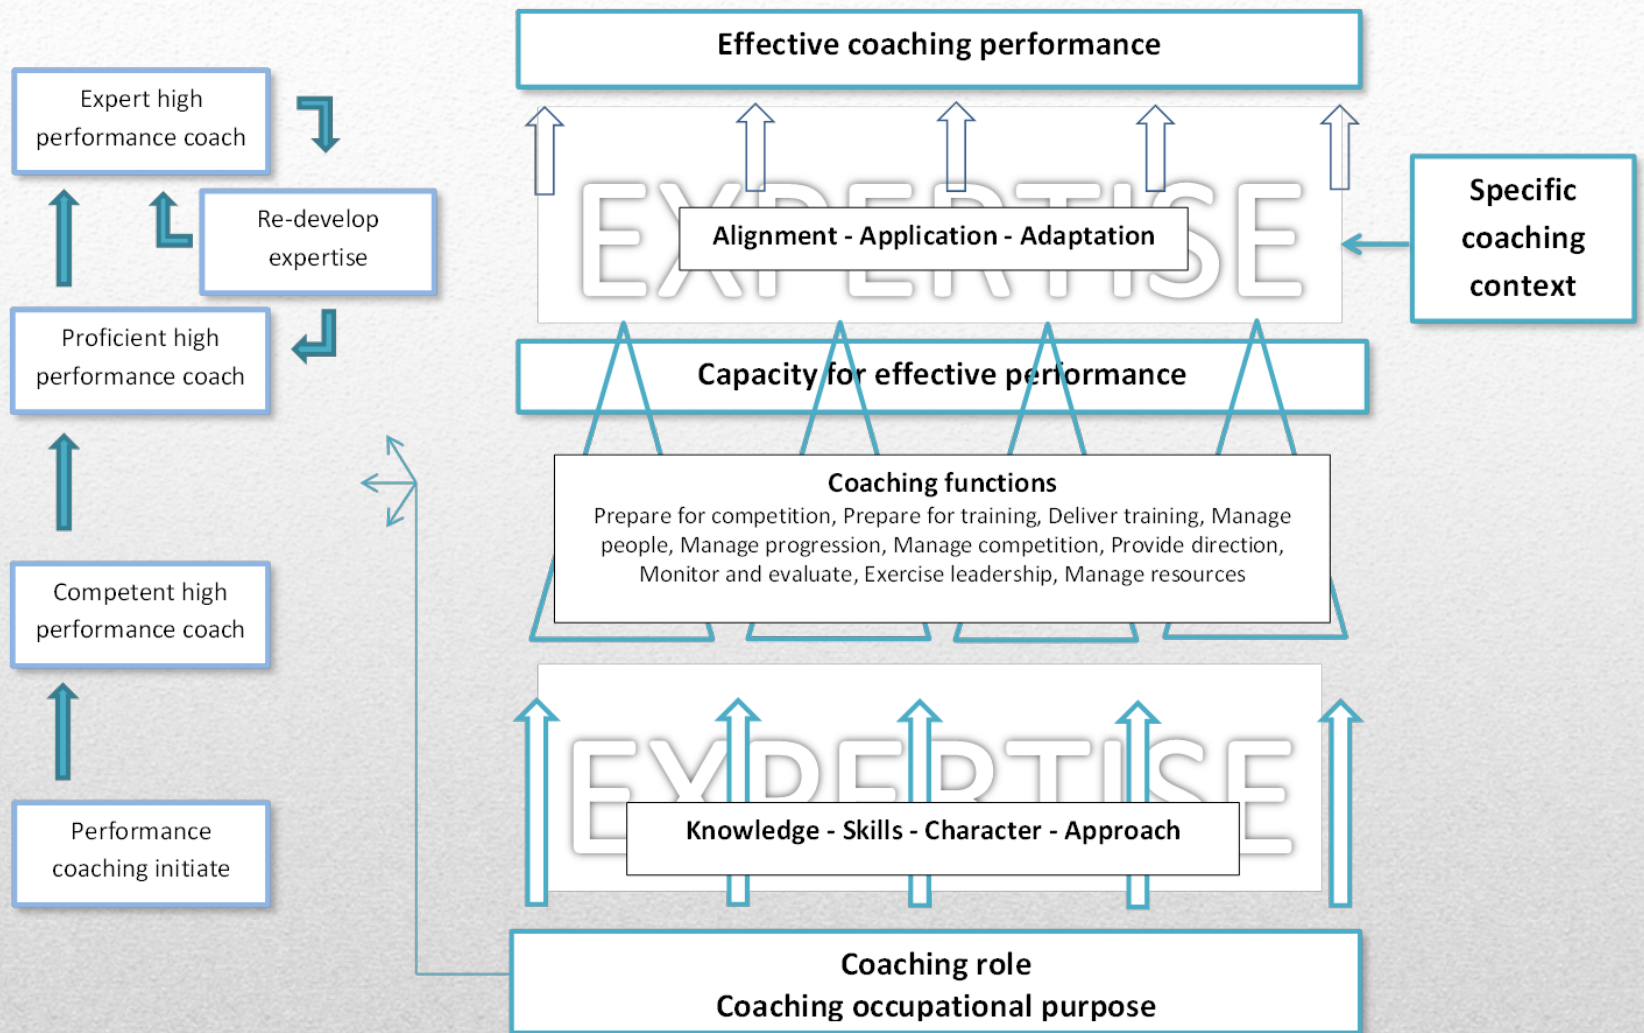 Effective coaching performance
Expert high
performance coach
Re-develop
expertise
Proficient high
performance coach
Competent high
performance coach
Performance
coaching initiate
EXPERTISE
Alignment - Application - Adaptation
Specific
coaching
context
Capacity for effective performance
Coaching functions
Prepare for competition, Prepare for training, Deliver training, Manage
people, Manage progression, Manage competition, Provide direction,
Monitor and evaluate, Exercise leadership, Manage resources
EXPERTISE
Knowledge - Skills - Character - Approach
Coaching role
Coaching occupational purpose